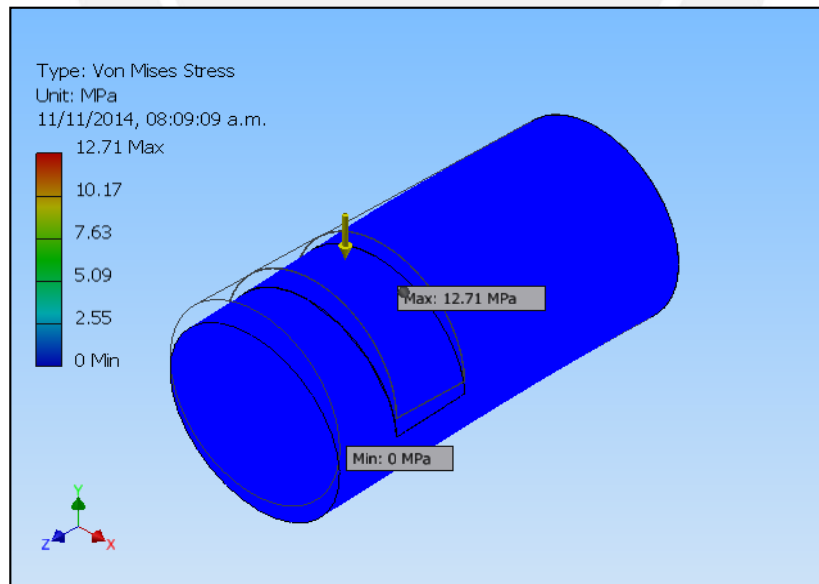 Type: Von Mises Stress
Unit: MPa
11/11/2014, 08:09:09 a.m.
12.71 Max
10.17
7.63
5.09
2.55
0 Min
Max: 12.71 MPa
Min: 0 MPa
Y
Z
X